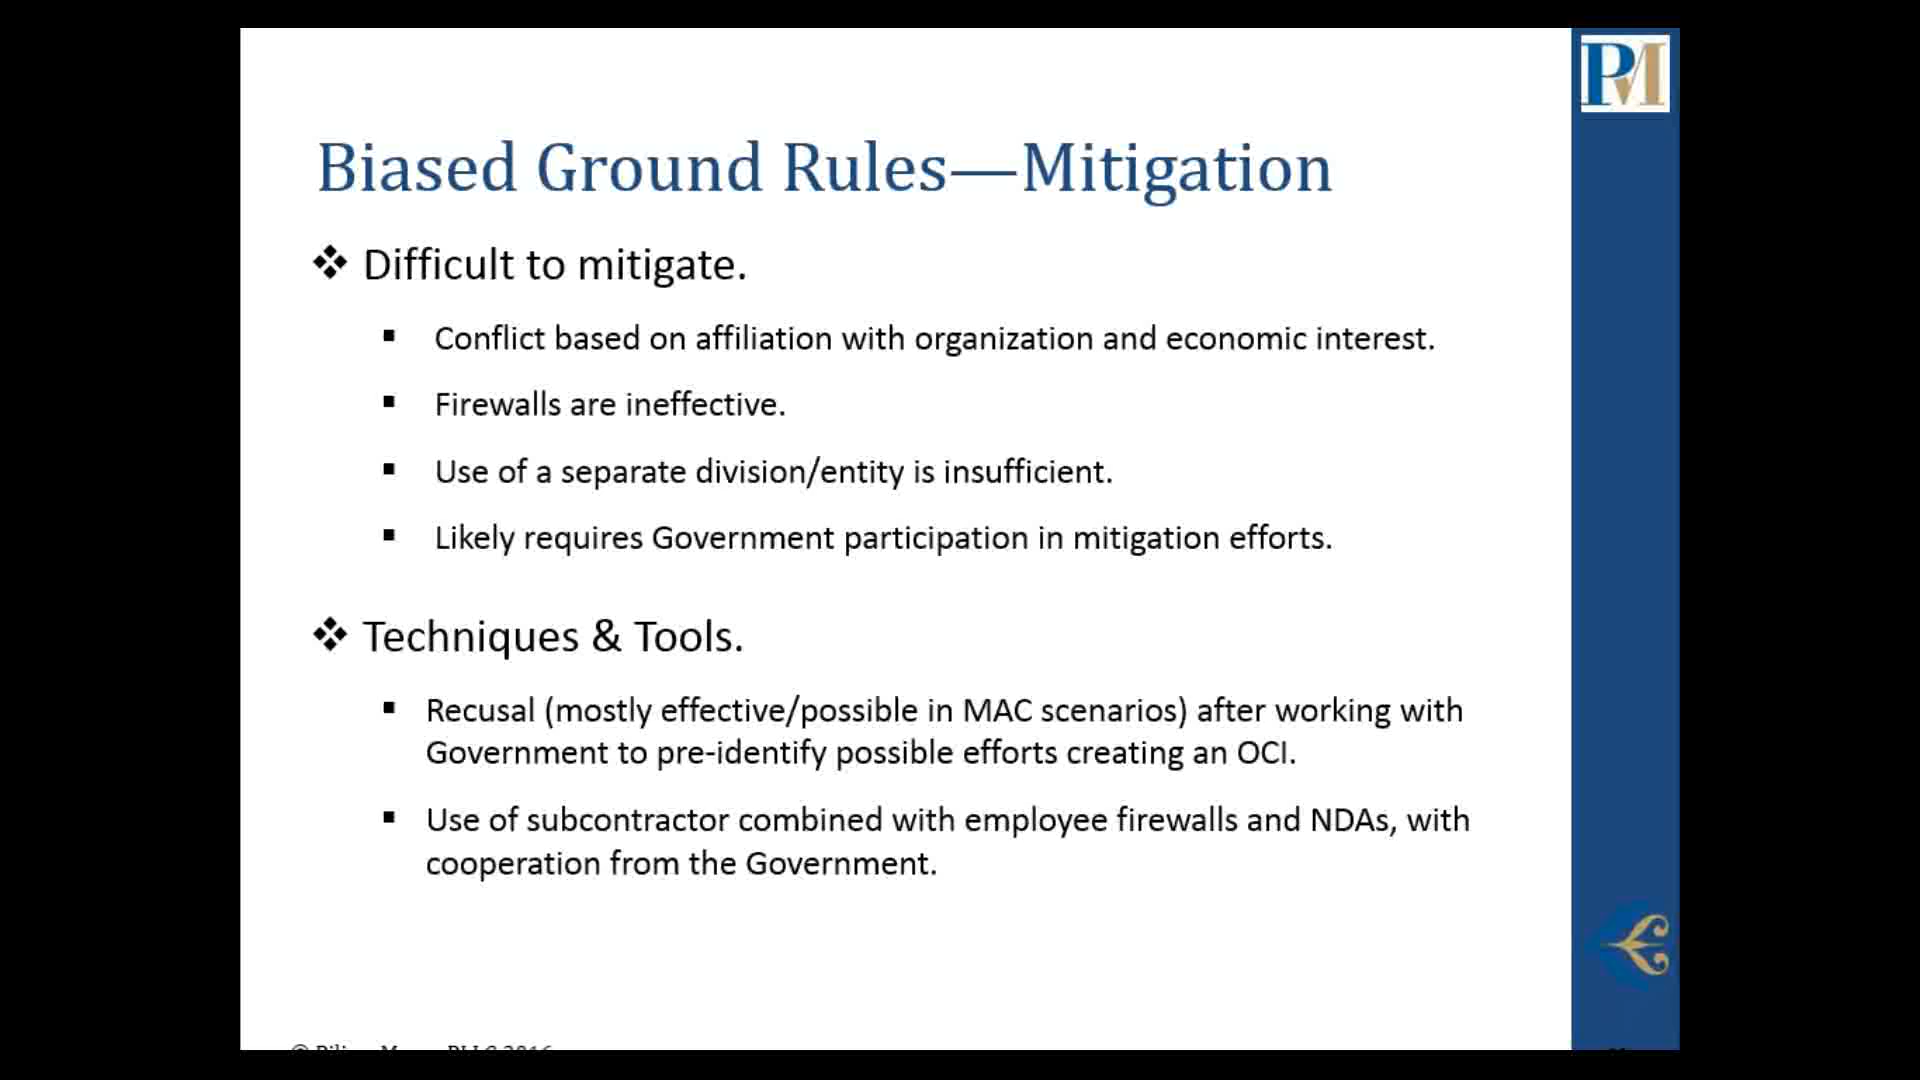 PM
Biased Ground Rules—Mitigation
❖ Difficult to mitigate.
▪ Conflict based on affiliation with organization and economic interest.
▪ Firewalls are ineffective.
▪ Use of a separate division/entity is insufficient.
▪ Likely requires Government participation in mitigation efforts.
❖ Techniques & Tools.
▪ Recusal (mostly effective/possible in MAC scenarios) after working with
Government to pre-identify possible efforts creating an OCI.
▪ Use of subcontractor combined with employee firewalls and NDAs, with
cooperation from the Government.
© PLLC 2016